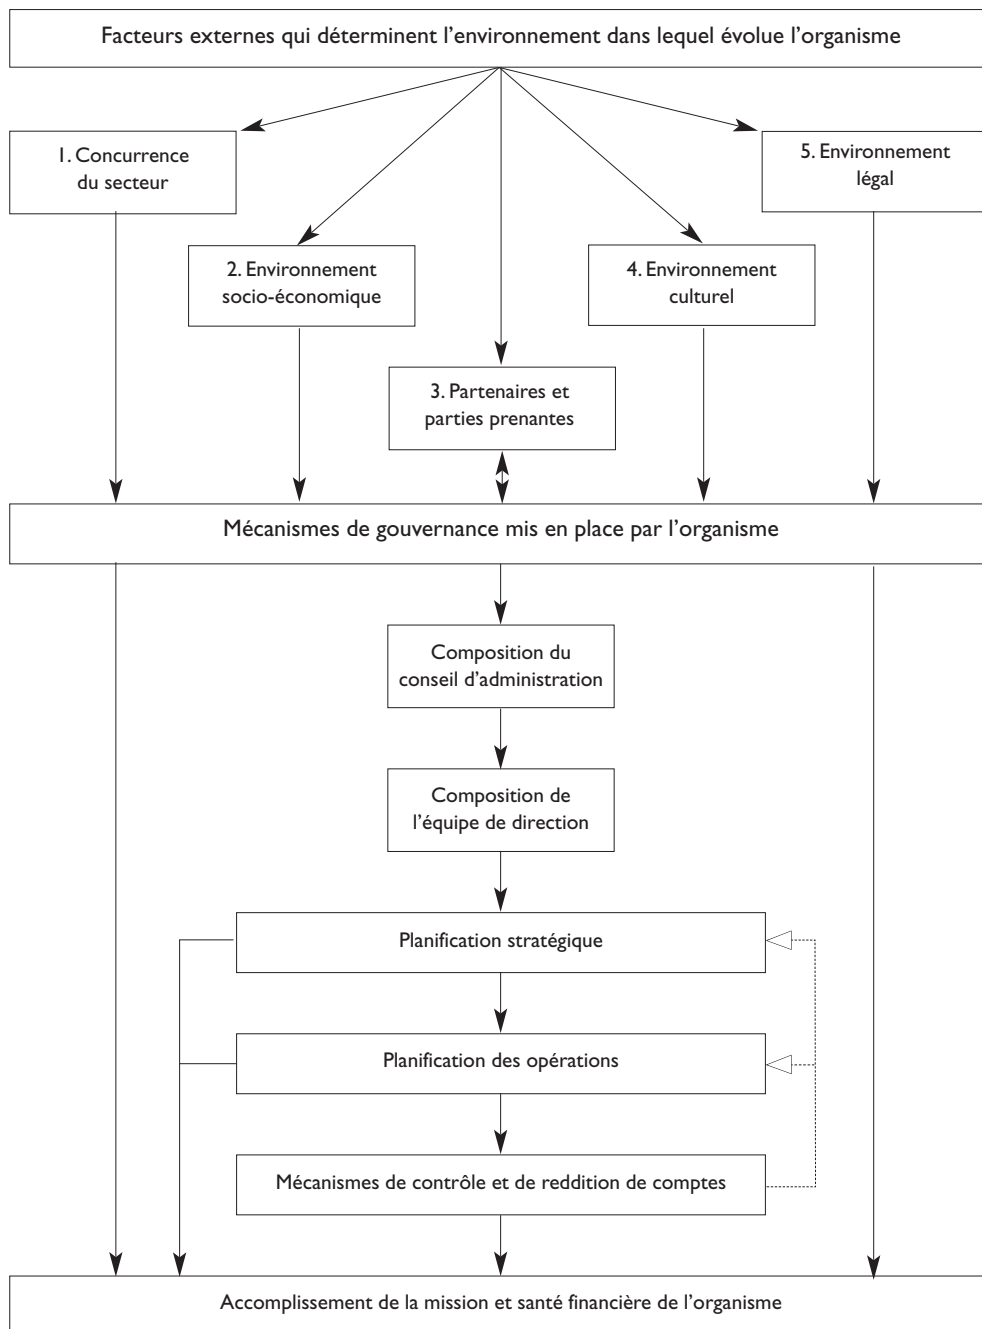 Facteurs externes qui déterminent l’environnement dans lequel évolue l’organisme
1. Concurrence
du secteur
5. Environnement
légal
2. Environnement
socio-économique
4. Environnement
culturel
3. Partenaires et
parties prenantes
Mécanismes de gouvernance mis en place par l’organisme
Composition du
conseil d’administration
Composition de
l’équipe de direction
Planification stratégique
Planification des opérations
Mécanismes de contrôle et de reddition de comptes
Accomplissement de la mission et santé financière de l’organisme